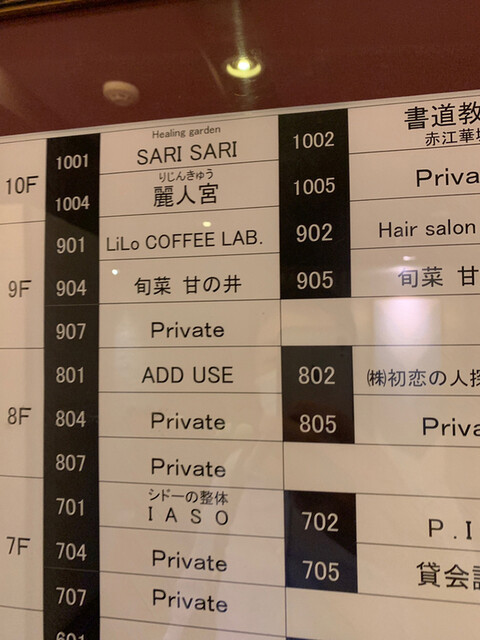 Healing garden
10F 1001 SARI SARI 1002 書道教
赤江華
りじんきゅう
1004 麗人宮 1005 Priva
901 LiLo COFFEE LAB. 902 Hair salon
9F 904 旬菜 甘の井 905 旬菜 甘
907 Private
801 ADD USE 802 ㈱初恋の人探
8F 804 Private 805 Priva
807 Private
シドーの整体
701 IASO 702 P.I
7F 704 Private 705 貸会
707 Private
601